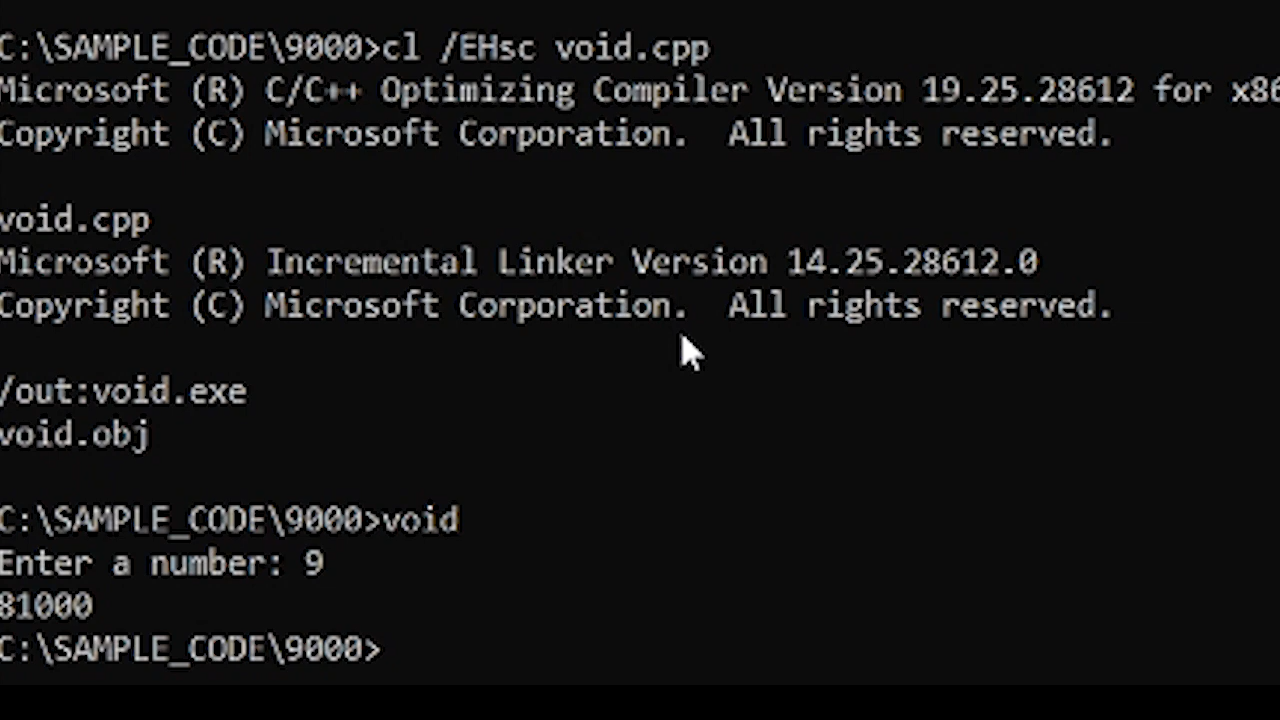 C:\SAMPLE_CODE\9000>cl /EHsc void.cpp
Microsoft (R) C/C++ Optimizing Compiler Version 19.25.28612 for x86
Copyright (C) Microsoft Corporation.  All rights reserved.
void.cpp
Microsoft (R) Incremental Linker Version 14.25.28612.0
Copyright (C) Microsoft Corporation.  All rights reserved.
/out:void.exe
void.obj
C:\SAMPLE_CODE\9000>void
Enter a number: 9
81000
C:\SAMPLE_CODE\9000>